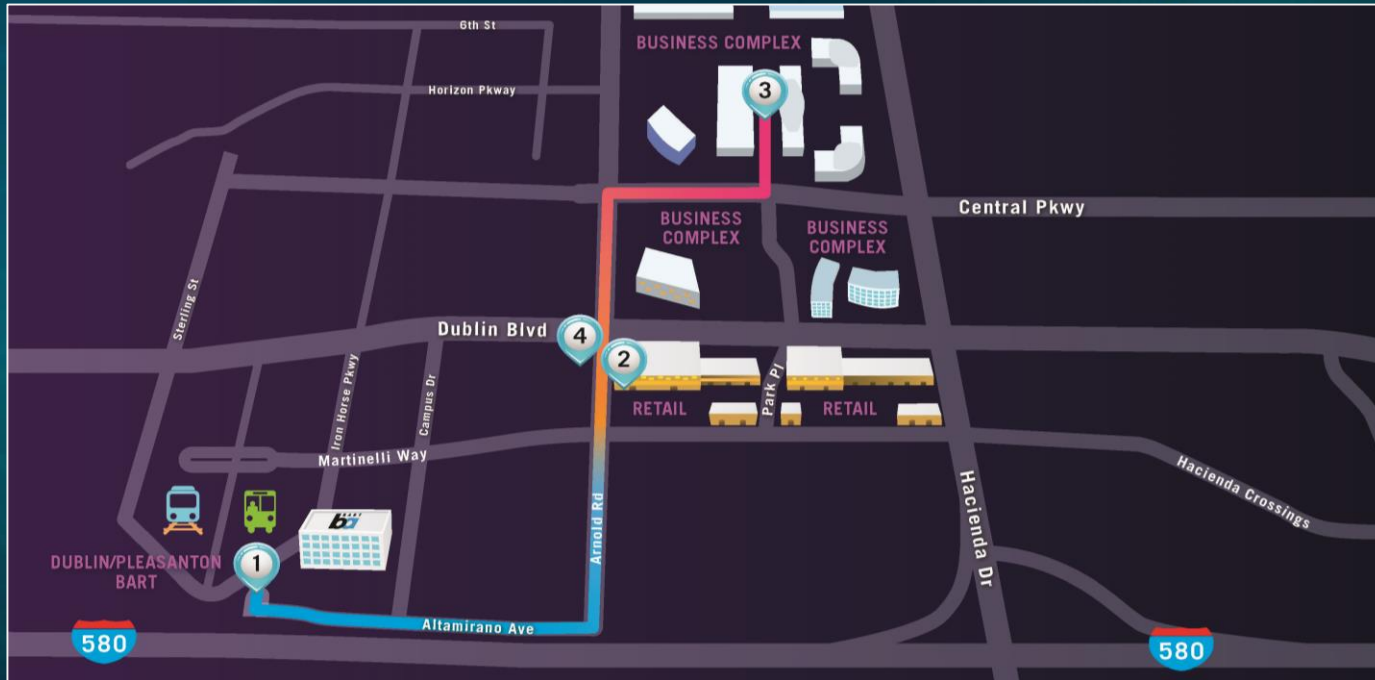 6th St
BUSINESS COMPLEX
Horizon Pkway
3
Central Pkwy
BUSINESS
COMPLEX
BUSINESS
COMPLEX
Sterling St
Dublin Blvd
4
2
Iron Horse Pkwy
Campus Dr
Park Pl
RETAIL
RETAIL
Martinelli Way
Hacienda Crossings
Hacienda Dr
Arnold Rd
DUBLIN/PLEASANTON
BART
1
Altamirano Ave
580
580